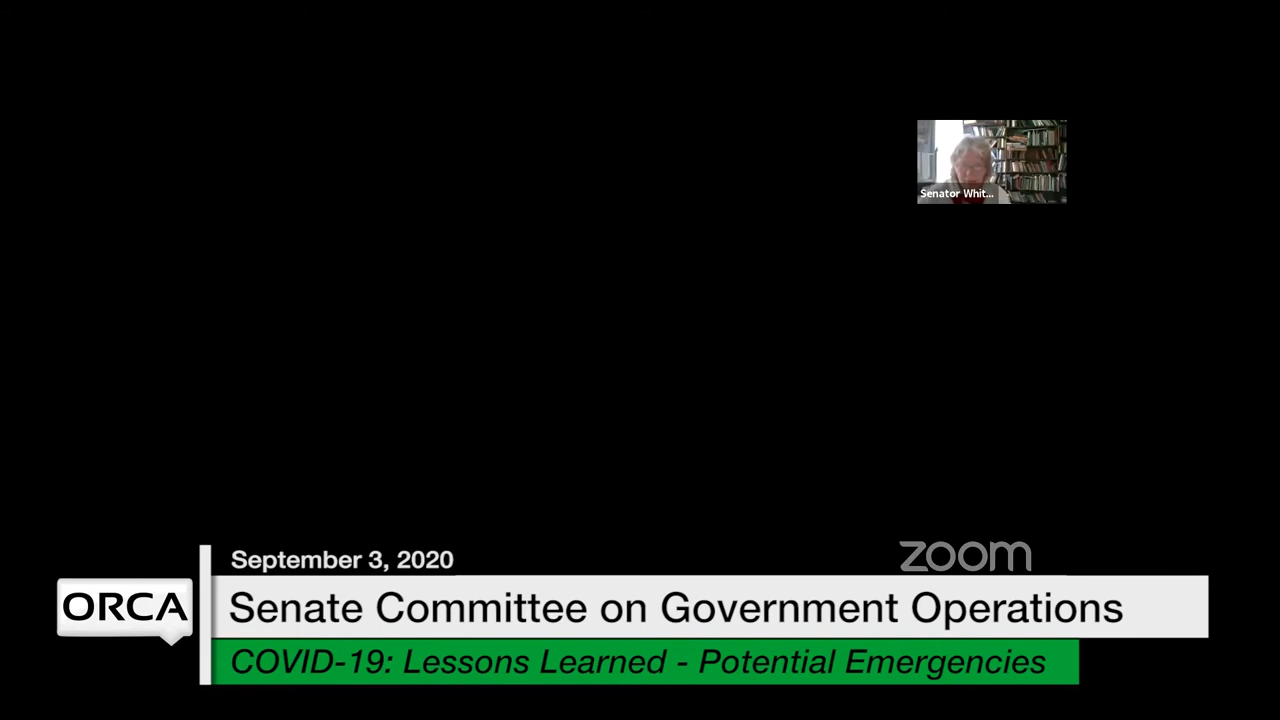 Senator Whit...
September 3, 2020
zoom
ORCA
Senate Committee on Government Operations
COVID-19: Lessons Learned - Potential Emergencies